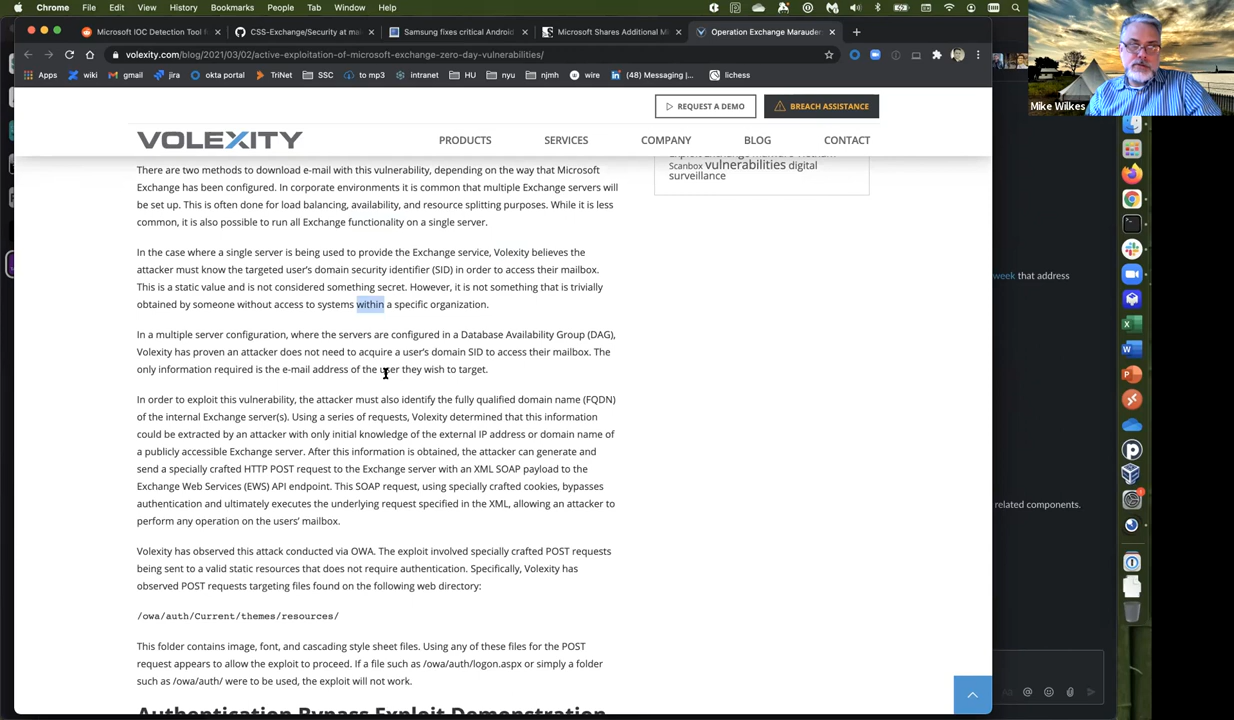 Chrome File Edit View History Bookmarks People Tab Window Help
Microsoft IOC Detection Tool f
CSS-Exchange/Security at m
Samsung fixes critical Android
Microsoft Shares Additional M
Operation Exchange Marauder
volexity.com/blog/2021/03/02/active-exploitation-of-microsoft-exchange-zero-day-vulnerabilities/
Apps wiki gmail jira okta portal TriNet SSC to mp3 intranet HU nyu njmh wire (48) Messaging |... lichess
Mike Wilkes
REQUEST A DEMO
BREACH ASSISTANCE
VOLEXITY
PRODUCTS SERVICES COMPANY BLOG CONTACT
Scanbox vulnerabilities digital
surveillance
There are two methods to download e-mail with this vulnerability, depending on the way that Microsoft
Exchange has been configured. In corporate environments it is common that multiple Exchange servers will
be set up. This is often done for load balancing, availability, and resource splitting purposes. While it is less
common, it is also possible to run all Exchange functionality on a single server.
In the case where a single server is being used to provide the Exchange service, Volexity believes the
attacker must know the targeted user's domain security identifier (SID) in order to access their mailbox.
This is a static value and is not considered something secret. However, it is not something that is trivially
obtained by someone without access to systems within a specific organization.
In a multiple server configuration, where the servers are configured in a Database Availability Group (DAG),
Volexity has proven an attacker does not need to acquire a user's domain SID to access their mailbox. The
only information required is the e-mail address of the user they wish to target.
In order to exploit this vulnerability, the attacker must also identify the fully qualified domain name (FQDN)
of the internal Exchange server(s). Using a series of requests, Volexity determined that this information
could be extracted by an attacker with only initial knowledge of the external IP address or domain name of
a publicly accessible Exchange server. After this information is obtained, the attacker can generate and
send a specially crafted HTTP POST request to the Exchange server with an XML SOAP payload to the
Exchange Web Services (EWS) API endpoint. This SOAP request, using specially crafted cookies, bypasses
authentication and ultimately executes the underlying request specified in the XML, allowing an attacker to
perform any operation on the users' mailbox.
Volexity has observed this attack conducted via OWA. The exploit involved specially crafted POST requests
being sent to a valid static resources that does not require authentication. Specifically, Volexity has
observed POST requests targeting files found on the following web directory:
/owa/auth/Current/themes/resources/
This folder contains image, font, and cascading style sheet files. Using any of these files for the POST
request appears to allow the exploit to proceed. If a file such as /owa/auth/logon.aspx or simply a folder
such as /owa/auth/ were to be used, the exploit will not work.
Authentication Bypass Exploit Demonstration
week that address
related components.